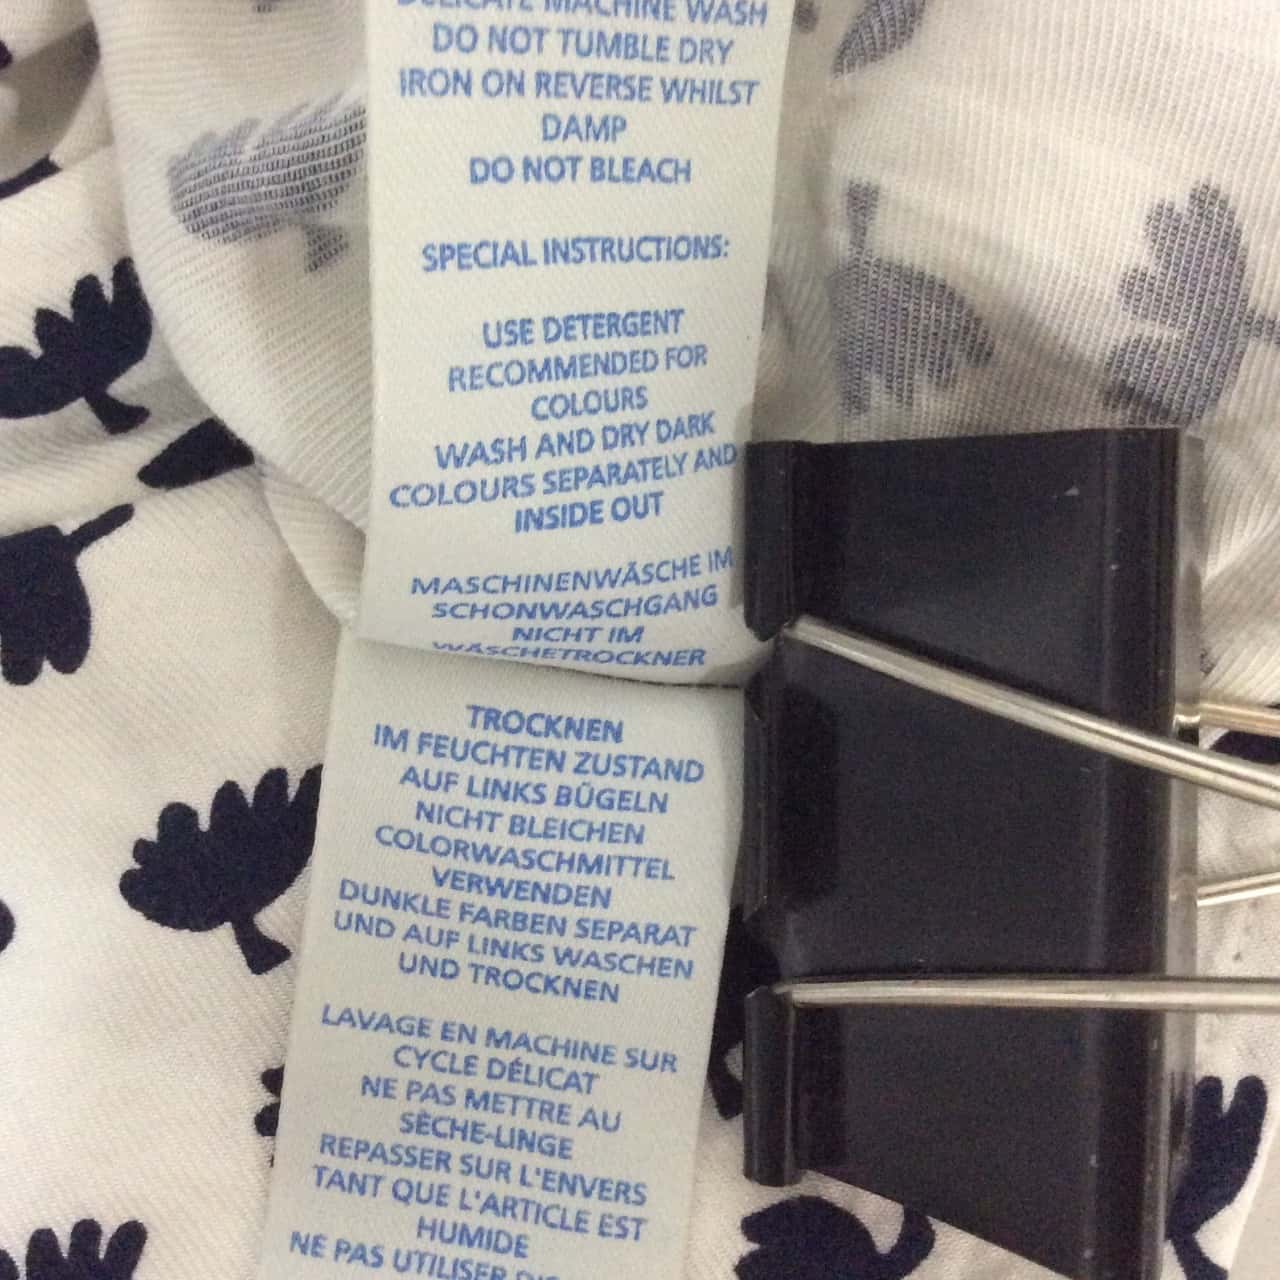 DELICATE MACHINE WASH
DO NOT TUMBLE DRY
IRON ON REVERSE WHILST
DAMP
DO NOT BLEACH
SPECIAL INSTRUCTIONS:
USE DETERGENT
RECOMMENDED FOR
COLOURS
WASH AND DRY DARK
COLOURS SEPARATELY AND
INSIDE OUT
MASCHINENWÄSCHE IM
SCHONWASCHGANG
NICHT IM
WÄSCHETROCKNER
TROCKNEN
IM FEUCHTEN ZUSTAND
AUF LINKS BÜGELN
NICHT BLEICHEN
COLORWASCHMITTEL
VERWENDEN
DUNKLE FARBEN SEPARAT
UND AUF LINKS WASCHEN
UND TROCKNEN
LAVAGE EN MACHINE SUR
CYCLE DÉLICAT
NE PAS METTRE AU
SÈCHE-LINGE
REPASSER SUR L'ENVERS
TANT QUE L'ARTICLE EST
HUMIDE
NE PAS UTILISER